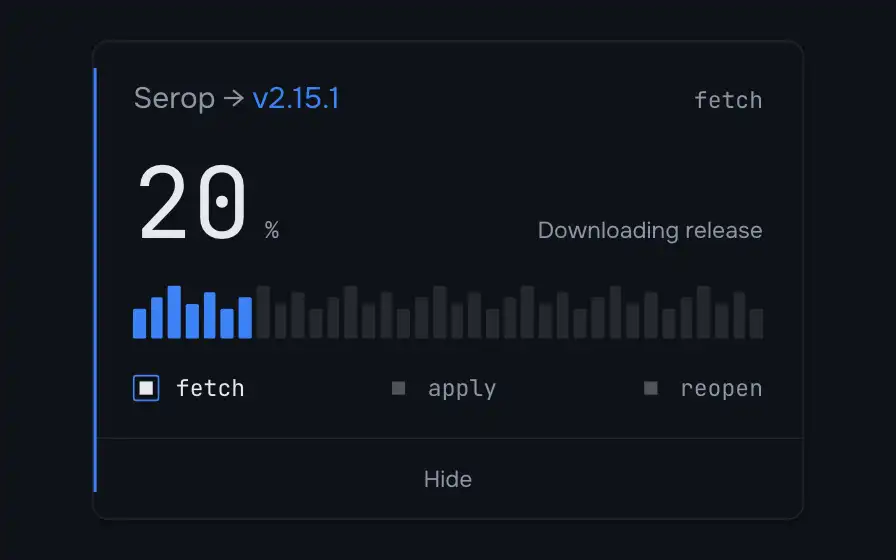 Serop → v2.15.1
fetch
20 %
Downloading release
fetch
apply
reopen
Hide